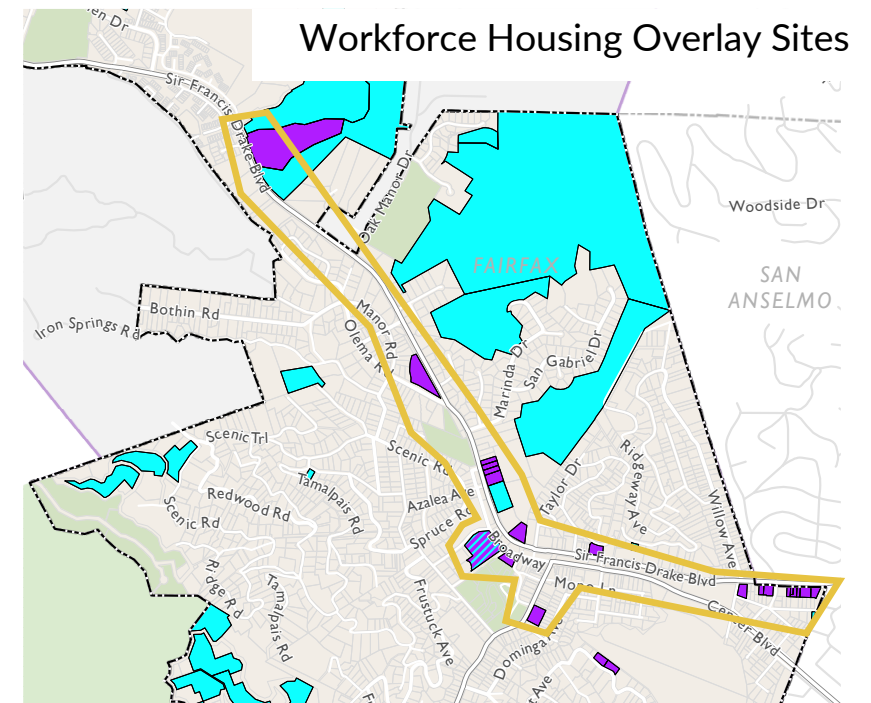 Workforce Housing Overlay Sites
en Dr
Sir Francis
Drake Blvd
Oak Manor Dr
Woodside Dr
FAIRFAX
SAN
ANSELMO
Bothin Rd
Iron Springs Rd
Manor Rd
Olema Rd
Marinda Dr
San Gabriel Dr
Scenic Trl
Scenic Rd
Ridgeway Ave
Taylor Dr
Tamalpais Rd
Redwood Rd
Azalea Ave
Willow Ave
Scenic Rd
Spruce Rd
Broadway
Sir Francis Drake Blvd
Ridge Rd
Tamalpais Rd
Frustuck Ave
Mono Ln
Center Blvd
Dominga Ave
t Ave